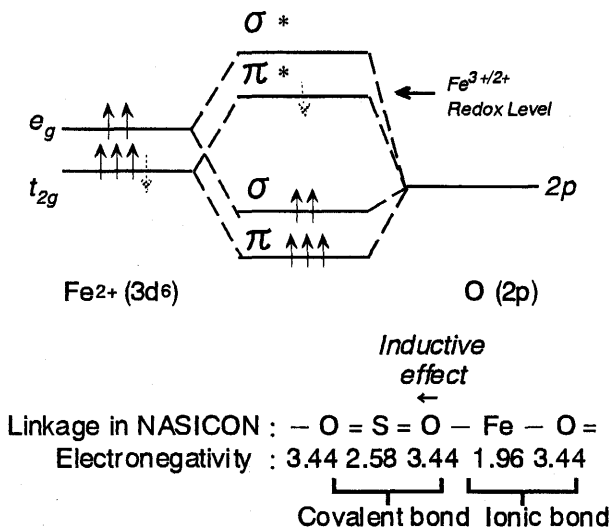 σ *
π *
Fe3+/2+
Redox Level
eg
t2g
σ
2p
π
Fe2+ (3d6)
O (2p)
Inductive
effect
←
Linkage in NASICON : – O = S = O – Fe – O =
Electronegativity : 3.44 2.58 3.44 1.96 3.44
Covalent bond Ionic bond